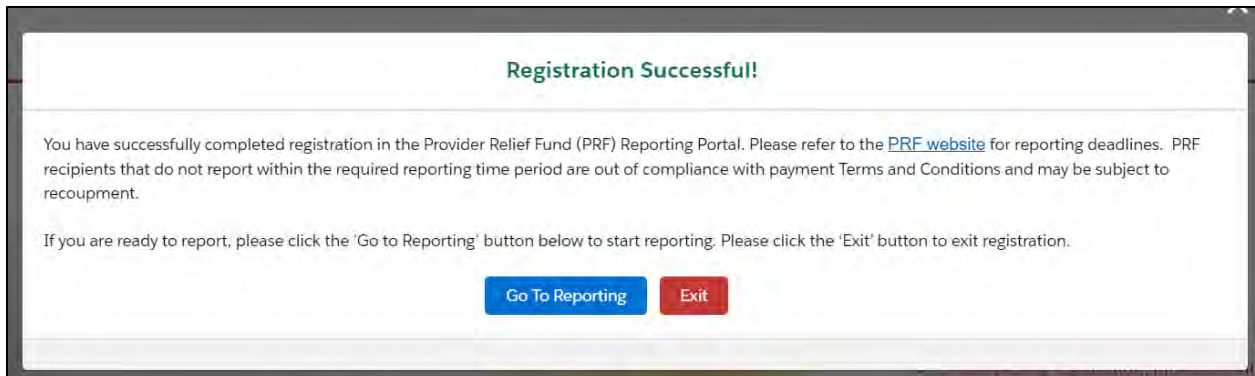 Registration Successful!
You have successfully completed registration in the Provider Relief Fund (PRF) Reporting Portal. Please refer to the PRF website for reporting deadlines.  PRF
recipients that do not report within the required reporting time period are out of compliance with payment Terms and Conditions and may be subject to
recoupment.
If you are ready to report, please click the 'Go to Reporting' button below to start reporting. Please click the 'Exit' button to exit registration.
Go To Reporting Exit